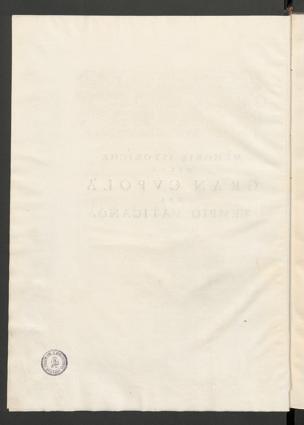 MEMORIE ISTORICHE
DELLA
GRAN CVPOLA
DEL
TEMPIO VATICANO,